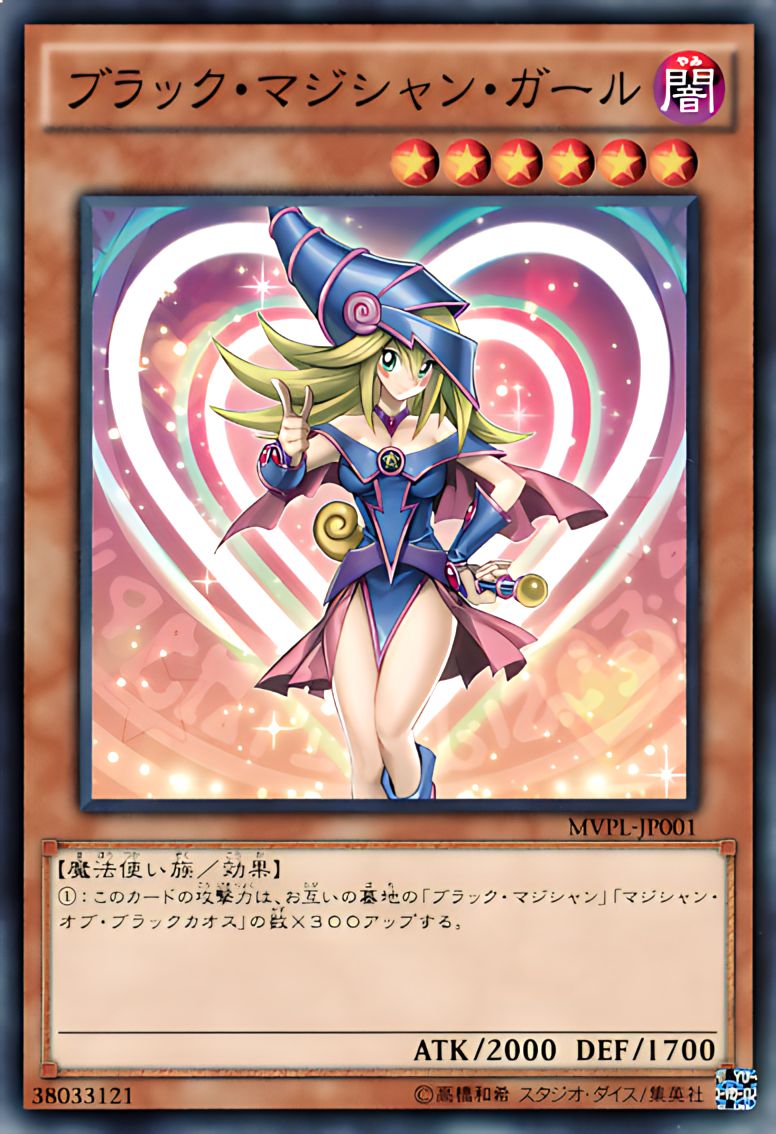 ブラック・マジシャン・ガール
やみ
闇
MVPL-JP001
【魔法使い族／効果】
①：このカードの攻撃力は、お互いの墓地の「ブラック・マジシャン」「マジシャン・
オブ・ブラックカオス」の数×３００アップする。
ATK/2000 DEF/1700
38033121
©高橋和希 スタジオ・ダイス/集英社